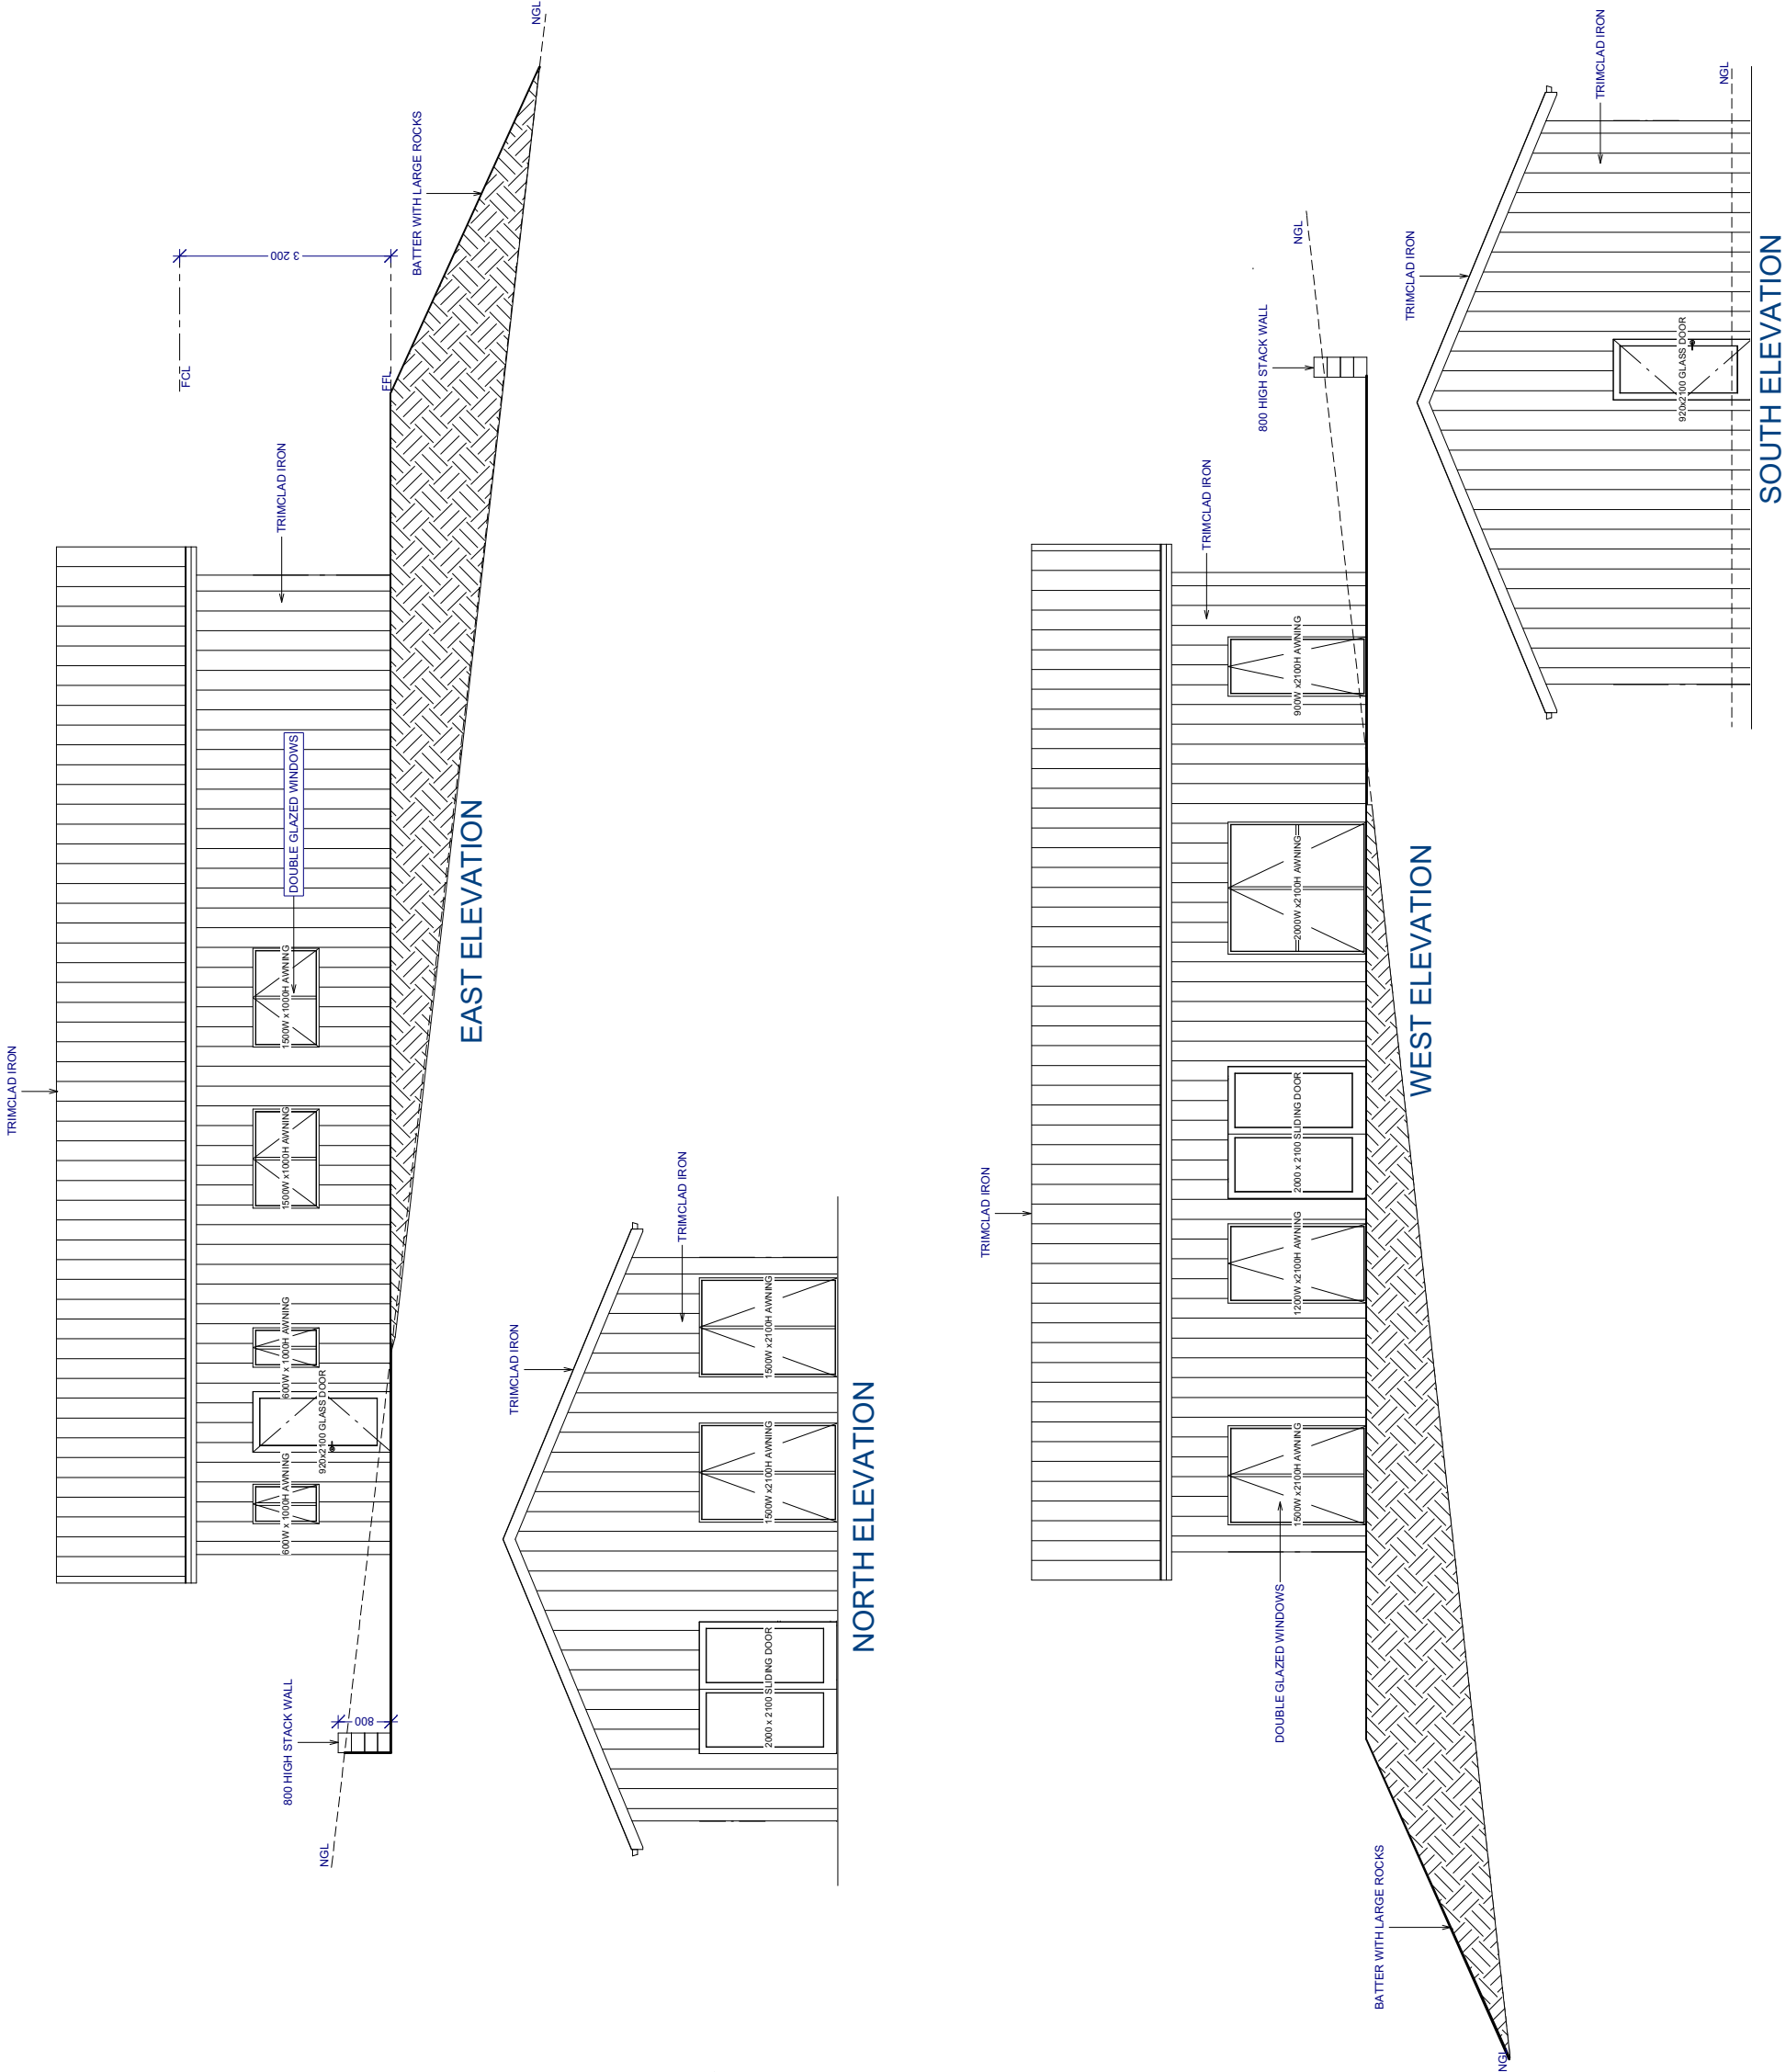 TRIMCLAD IRON
FCL
3 200
FFL
TRIMCLAD IRON
DOUBLE GLAZED WINDOWS
BATTER WITH LARGE ROCKS
NGL
1500W x1000H AWNING
1500W x1000H AWNING
600W x 1000H AWNING
920x2100 GLASS DOOR
600W x 1000H AWNING
800 HIGH STACK WALL
800
NGL
EAST ELEVATION
TRIMCLAD IRON
TRIMCLAD IRON
2000 x 2100 SLIDING DOOR
1500W x2100H AWNING
1500W x2100H AWNING
NORTH ELEVATION
TRIMCLAD IRON
TRIMCLAD IRON
800 HIGH STACK WALL
NGL
DOUBLE GLAZED WINDOWS
1500W x2100H AWNING
1200W x2100H AWNING
2000 x 2100 SLIDING DOOR
2000W x2100H AWNING
900W x2100H AWNING
BATTER WITH LARGE ROCKS
NGL
WEST ELEVATION
TRIMCLAD IRON
TRIMCLAD IRON
920x2100 GLASS DOOR
NGL
SOUTH ELEVATION